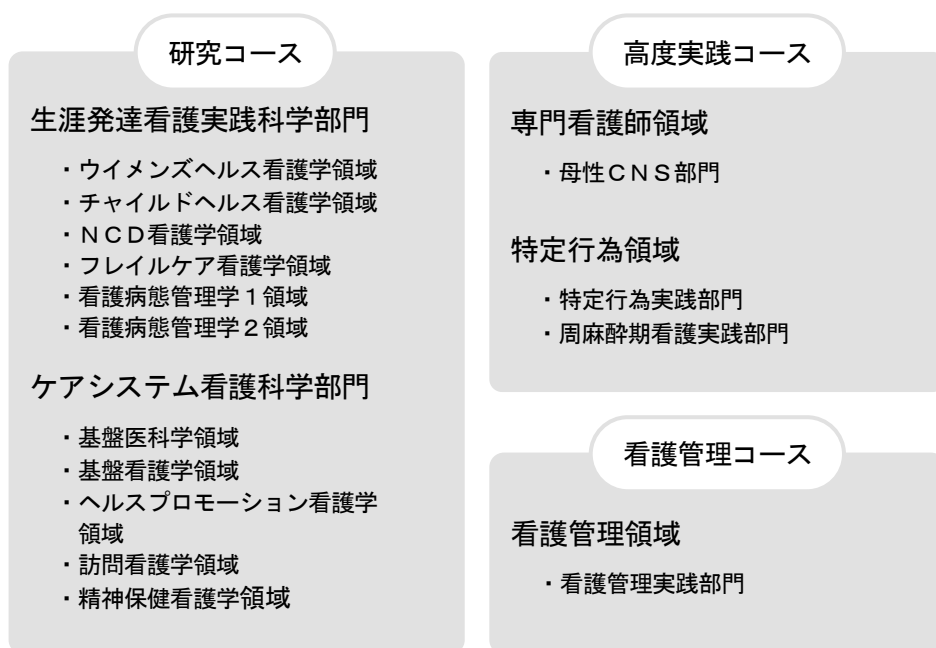 研究コース
生涯発達看護実践科学部門
・ウイメンズヘルス看護学領域
・チャイルドヘルス看護学領域
・ＮＣＤ看護学領域
・フレイルケア看護学領域
・看護病態管理学１領域
・看護病態管理学２領域
ケアシステム看護科学部門
・基盤医科学領域
・基盤看護学領域
・ヘルスプロモーション看護学
領域
・訪問看護学領域
・精神保健看護学領域
高度実践コース
専門看護師領域
・母性ＣＮＳ部門
特定行為領域
・特定行為実践部門
・周麻酔期看護実践部門
看護管理コース
看護管理領域
・看護管理実践部門